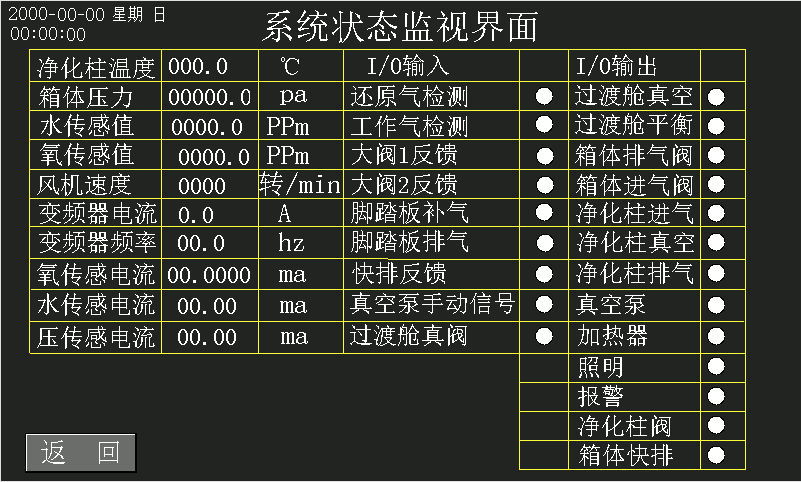 2000-00-00 星期 日
00:00:00
系统状态监视界面
净化柱温度 000.0 ℃ I/O输入 I/O输出
箱体压力 00000.0 pa 还原气检测 过渡舱真空
水传感值 0000.0 PPm 工作气检测 过渡舱平衡
氧传感值 0000.0 PPm 大阀1反馈 箱体排气阀
风机速度 0000 转/min 大阀2反馈 箱体进气阀
变频器电流 0.0 A 脚踏板补气 净化柱进气
变频器频率 00.0 hz 脚踏板排气 净化柱真空
氧传感电流 00.0000 ma 快排反馈 净化柱排气
水传感电流 00.00 ma 真空泵手动信号 真空泵
压传感电流 00.00 ma 过渡舱真阀 加热器
照明
报警
净化柱阀
箱体快排
返 回